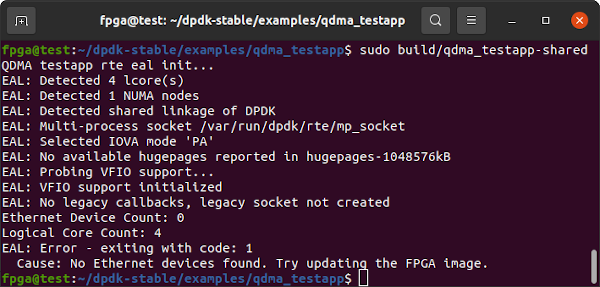 fpga@test: ~/dpdk-stable/examples/qdma_testapp
fpga@test:~/dpdk-stable/examples/qdma_testapp$ sudo build/qdma_testapp-shared
QDMA testapp rte eal init...
EAL: Detected 4 lcore(s)
EAL: Detected 1 NUMA nodes
EAL: Detected shared linkage of DPDK
EAL: Multi-process socket /var/run/dpdk/rte/mp_socket
EAL: Selected IOVA mode 'PA'
EAL: No available hugepages reported in hugepages-1048576kB
EAL: Probing VFIO support...
EAL: VFIO support initialized
EAL: No legacy callbacks, legacy socket not created
Ethernet Device Count: 0
Logical Core Count: 4
EAL: Error - exiting with code: 1
  Cause: No Ethernet devices found. Try updating the FPGA image.
fpga@test:~/dpdk-stable/examples/qdma_testapp$